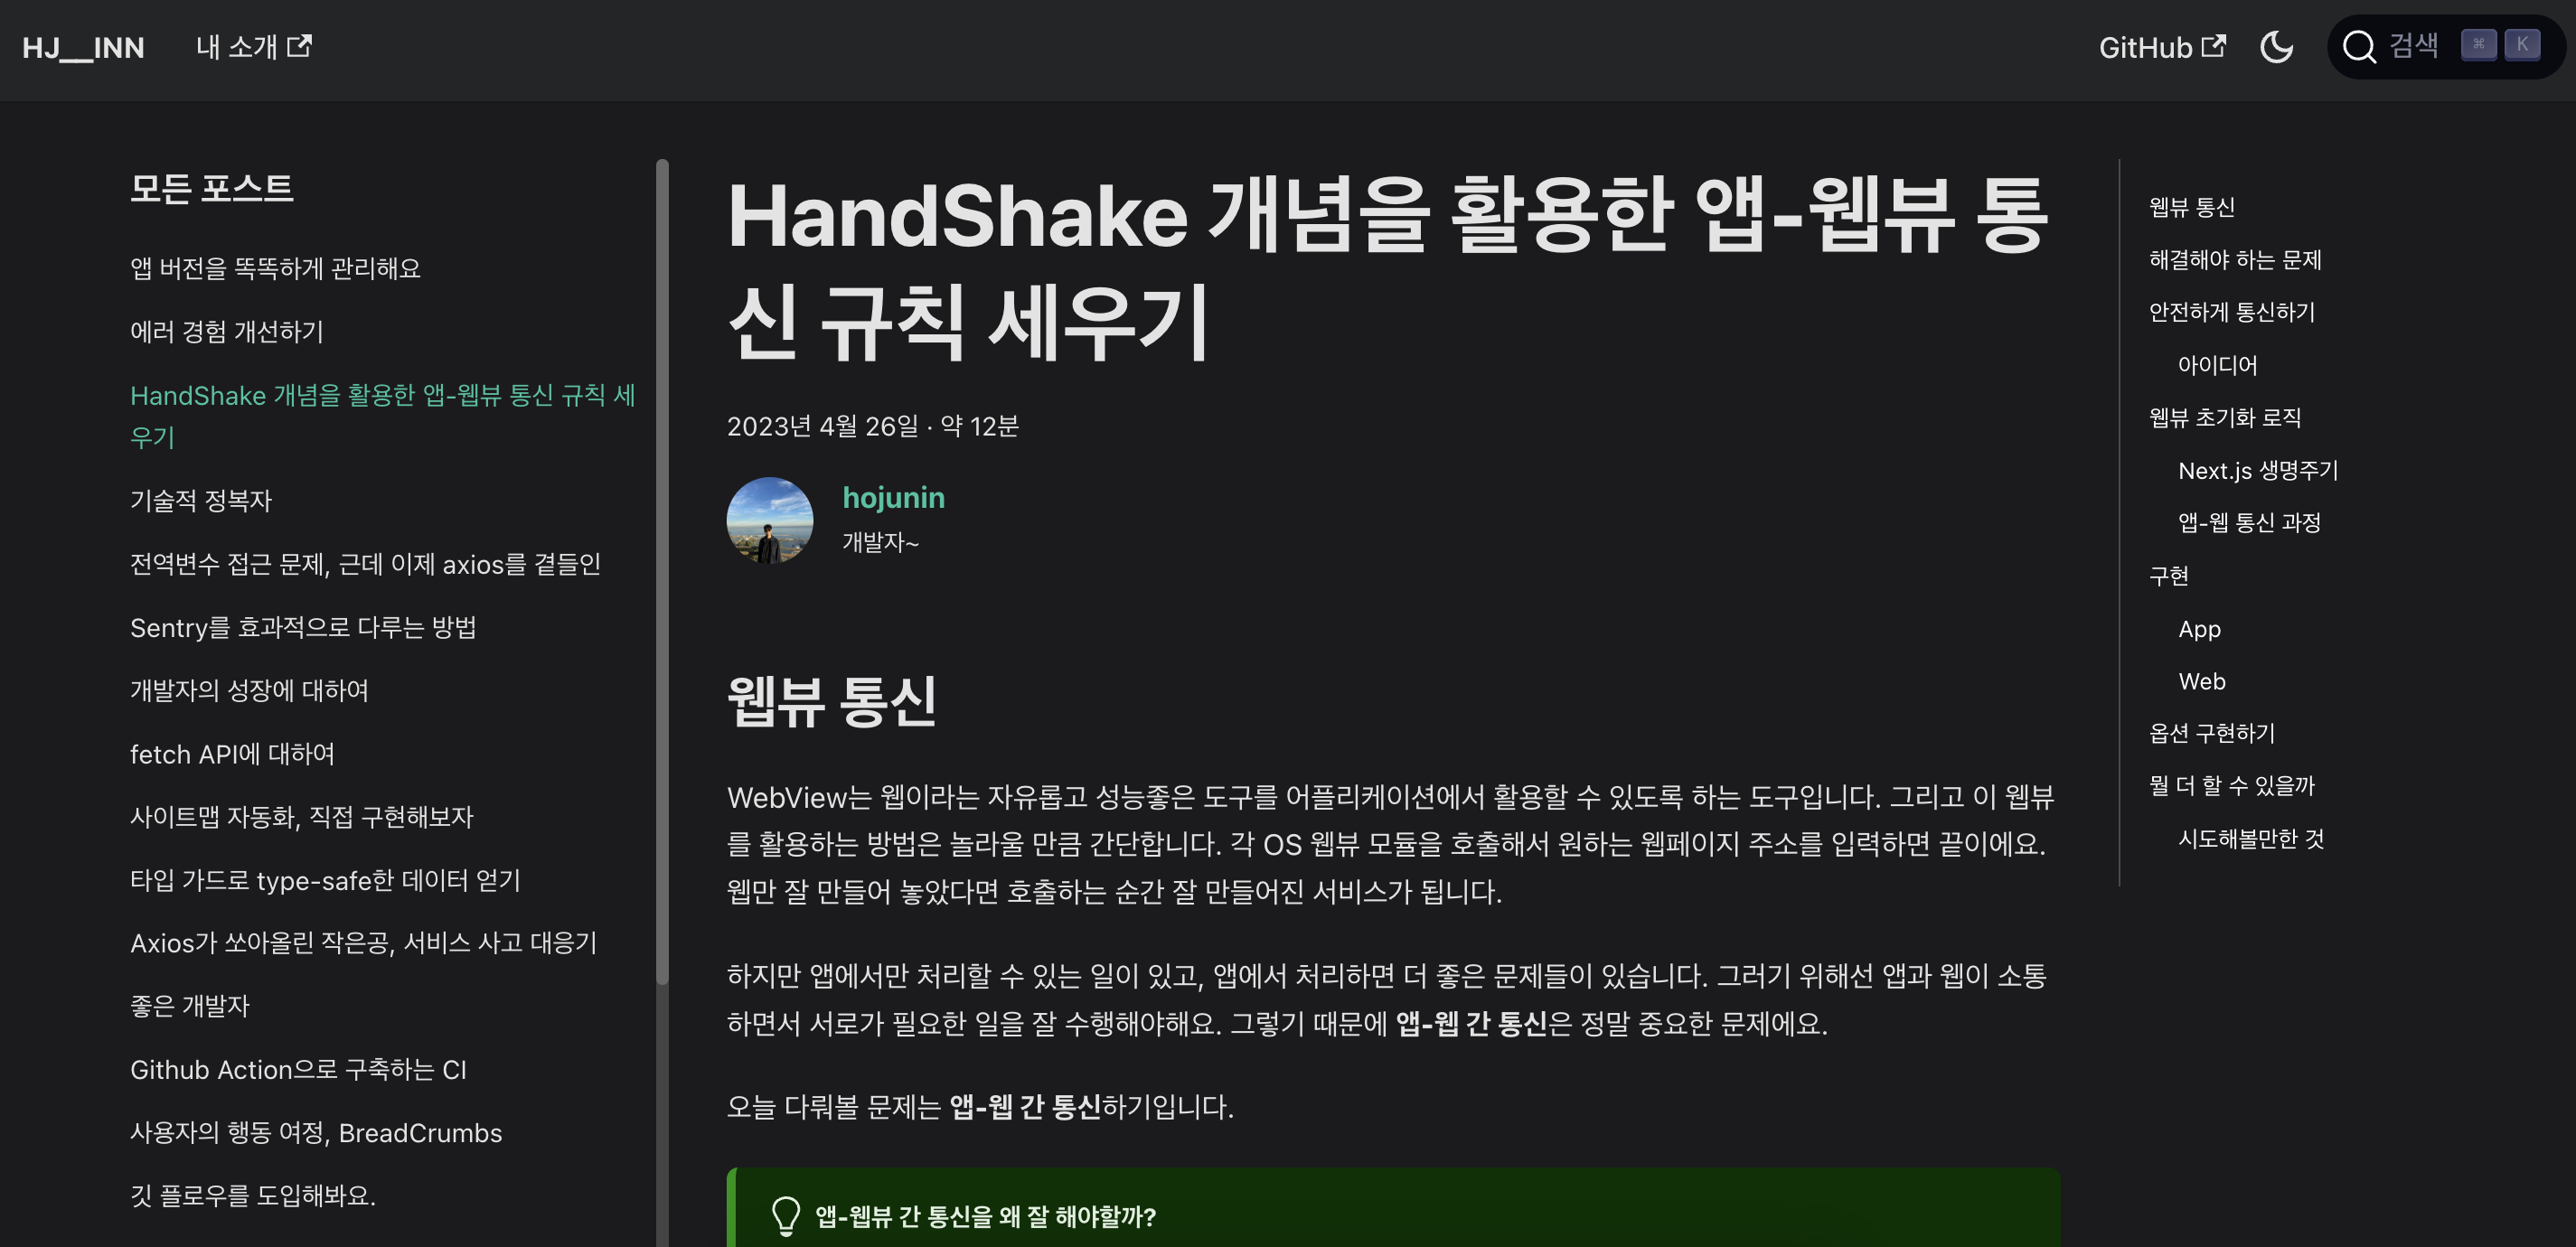 HJ__INN
내 소개
GitHub
검색
⌘ K
모든 포스트
앱 버전을 똑똑하게 관리해요
에러 경험 개선하기
HandShake 개념을 활용한 앱-웹뷰 통신 규칙 세
우기
기술적 정복자
전역변수 접근 문제, 근데 이제 axios를 곁들인
Sentry를 효과적으로 다루는 방법
개발자의 성장에 대하여
fetch API에 대하여
사이트맵 자동화, 직접 구현해보자
타입 가드로 type-safe한 데이터 얻기
Axios가 쏘아올린 작은공, 서비스 사고 대응기
좋은 개발자
Github Action으로 구축하는 CI
사용자의 행동 여정, BreadCrumbs
깃 플로우를 도입해봐요.
HandShake 개념을 활용한 앱-웹뷰 통
신 규칙 세우기
2023년 4월 26일 · 약 12분
hojunin
개발자~
웹뷰 통신
WebView는 웹이라는 자유롭고 성능좋은 도구를 어플리케이션에서 활용할 수 있도록 하는 도구입니다. 그리고 이 웹뷰
를 활용하는 방법은 놀라울 만큼 간단합니다. 각 OS 웹뷰 모듈을 호출해서 원하는 웹페이지 주소를 입력하면 끝이에요.
웹만 잘 만들어 놓았다면 호출하는 순간 잘 만들어진 서비스가 됩니다.
하지만 앱에서만 처리할 수 있는 일이 있고, 앱에서 처리하면 더 좋은 문제들이 있습니다. 그러기 위해선 앱과 웹이 소통
하면서 서로가 필요한 일을 잘 수행해야해요. 그렇기 때문에 앱-웹 간 통신은 정말 중요한 문제에요.
오늘 다뤄볼 문제는 앱-웹 간 통신하기입니다.
앱-웹뷰 간 통신을 왜 잘 해야할까?
웹뷰 통신
해결해야 하는 문제
안전하게 통신하기
아이디어
웹뷰 초기화 로직
Next.js 생명주기
앱-웹 통신 과정
구현
App
Web
옵션 구현하기
뭘 더 할 수 있을까
시도해볼만한 것